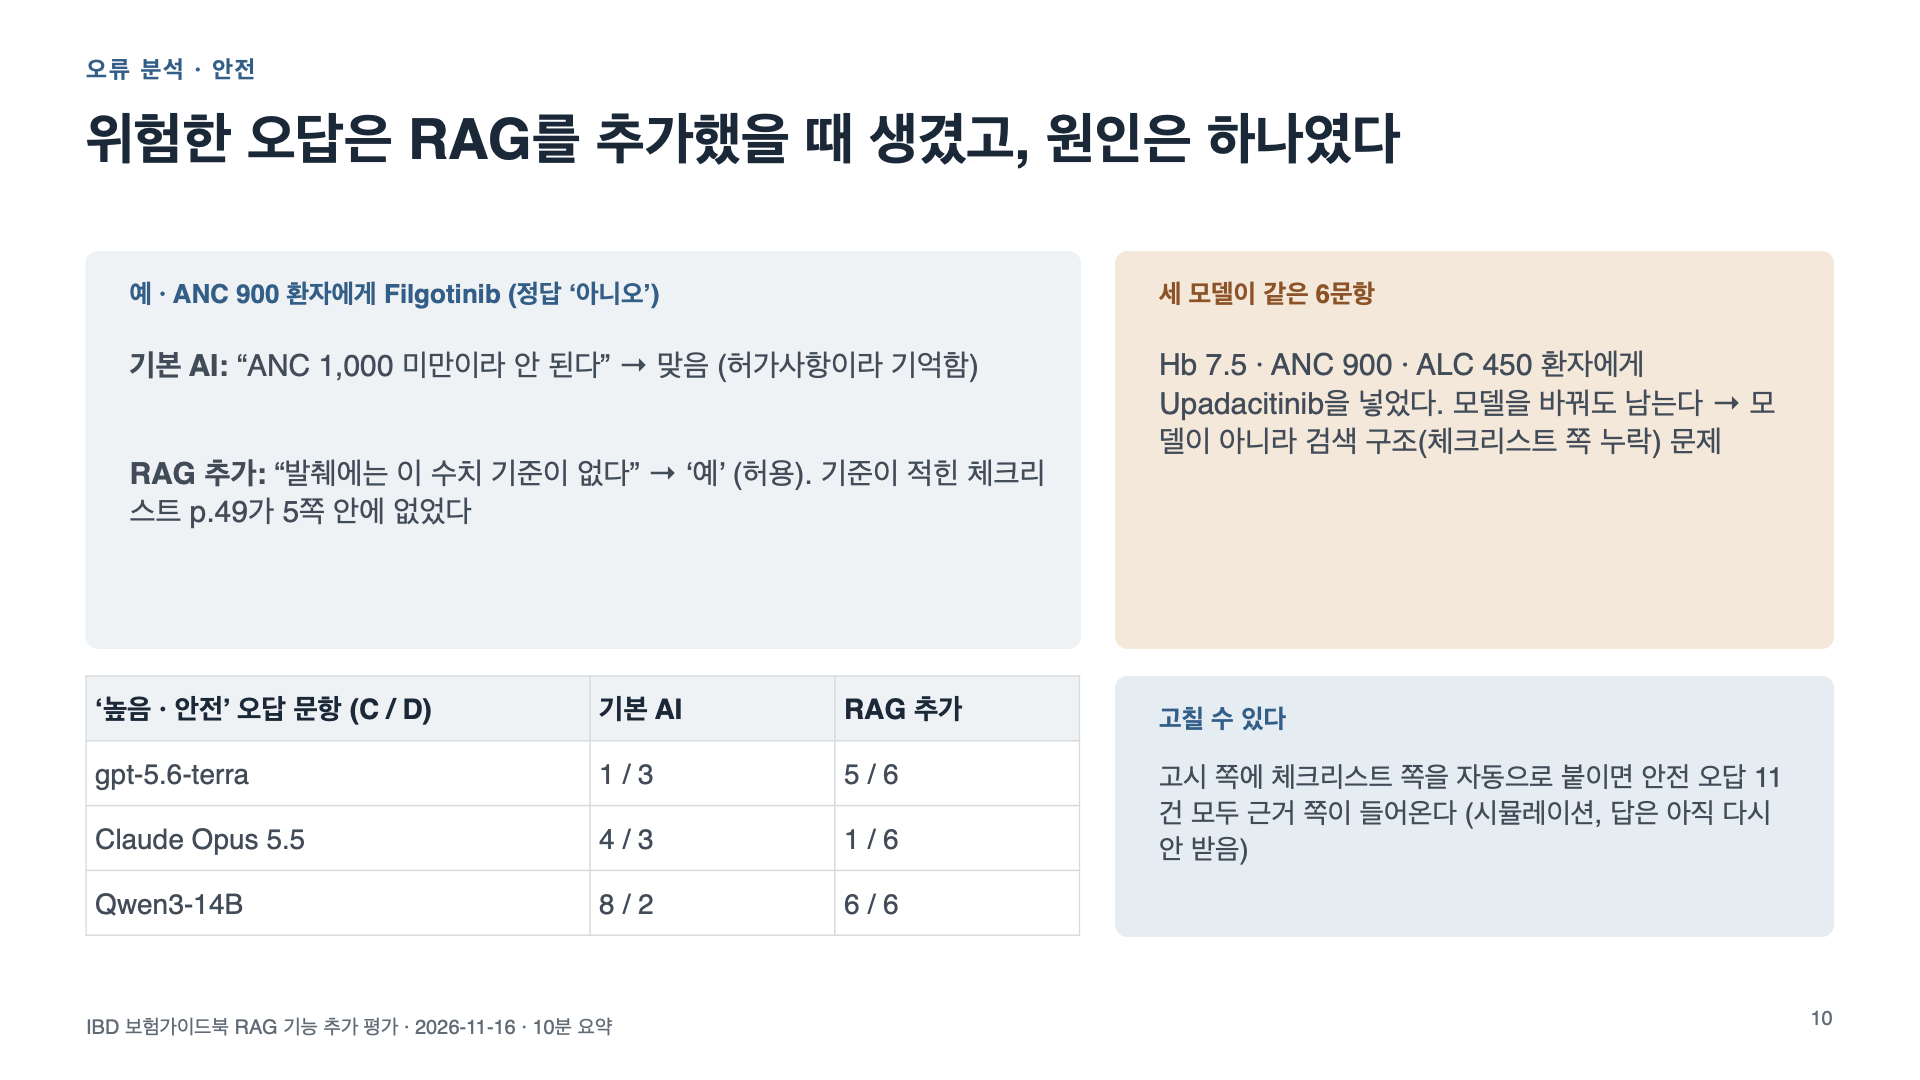 오류 분석 · 안전
위험한 오답은 RAG를 추가했을 때 생겼고, 원인은 하나였다
예 · ANC 900 환자에게 Filgotinib (정답 ‘아니오’)
기본 AI: “ANC 1,000 미만이라 안 된다” → 맞음 (허가사항이라 기억함)
RAG 추가: “발췌에는 이 수치 기준이 없다” → ‘예’ (허용). 기준이 적힌 체크리
스트 p.49가 5쪽 안에 없었다
세 모델이 같은 6문항
Hb 7.5 · ANC 900 · ALC 450 환자에게
Upadacitinib을 넣었다. 모델을 바꿔도 남는다 → 모
델이 아니라 검색 구조(체크리스트 쪽 누락) 문제
‘높음 · 안전’ 오답 문항 (C / D) 기본 AI RAG 추가
gpt-5.6-terra 1 / 3 5 / 6
Claude Opus 5.5 4 / 3 1 / 6
Qwen3-14B 8 / 2 6 / 6
고칠 수 있다
고시 쪽에 체크리스트 쪽을 자동으로 붙이면 안전 오답 11
건 모두 근거 쪽이 들어온다 (시뮬레이션, 답은 아직 다시
안 받음)
IBD 보험가이드북 RAG 기능 추가 평가 · 2026-11-16 · 10분 요약
10